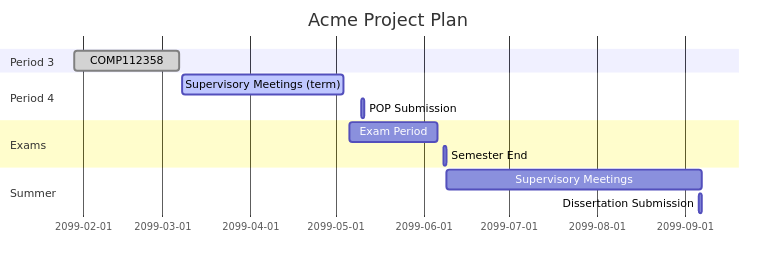 Acme Project Plan
Period 3
COMP112358
Supervisory Meetings (term)
Period 4
POP Submission
Exam Period
Exams
Semester End
Supervisory Meetings
Summer
Dissertation Submission
2099-02-01 2099-03-01 2099-04-01 2099-05-01 2099-06-01 2099-07-01 2099-08-01 2099-09-01